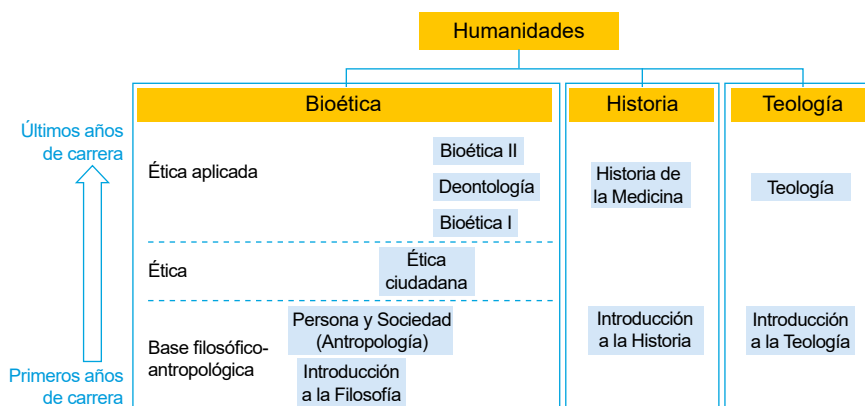 Humanidades
Bioética
Historia
Teología
Últimos años
de carrera
Ética aplicada
Bioética II
Deontología
Bioética I
Historia de
la Medicina
Teología
Ética
Ética
ciudadana
Base filosófico-
antropológica
Persona y Sociedad
(Antropología)
Introducción
a la Filosofía
Introducción
a la Historia
Introducción
a la Teología
Primeros años
de carrera